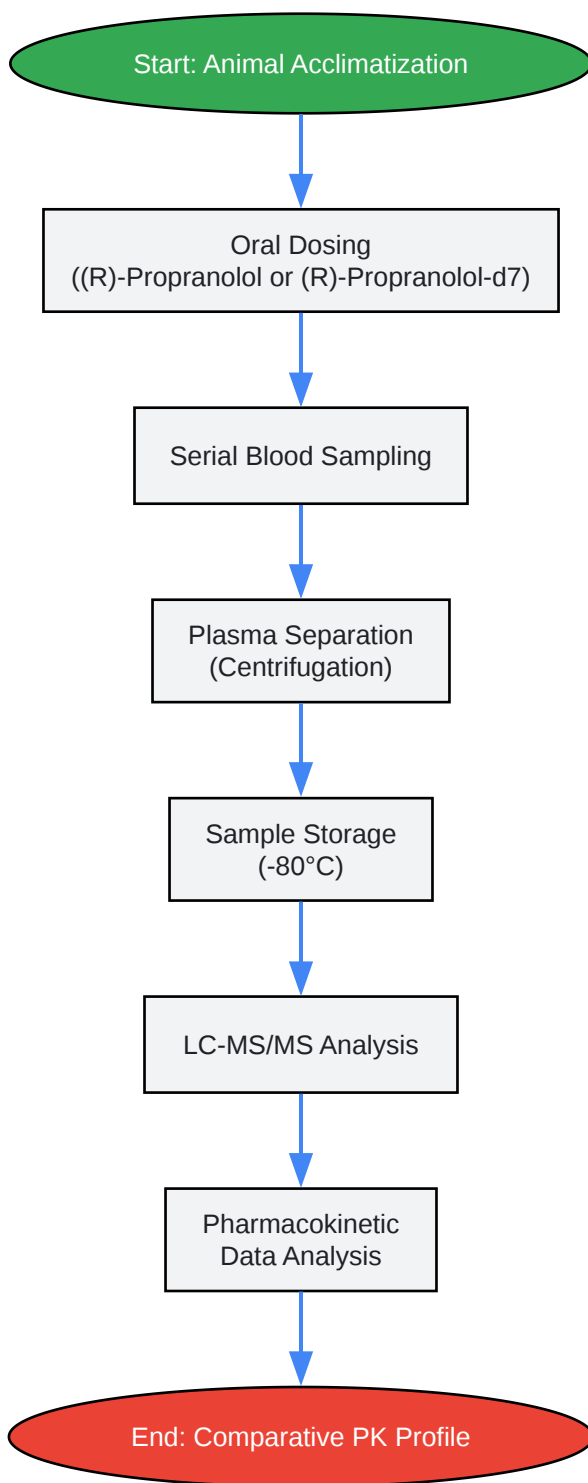 Start: Animal Acclimatization
Oral Dosing
((R)-Propranolol or (R)-Propranolol-d7)
Serial Blood Sampling
Plasma Separation
(Centrifugation)
Sample Storage
(-80°C)
LC-MS/MS Analysis
Pharmacokinetic
Data Analysis
End: Comparative PK Profile